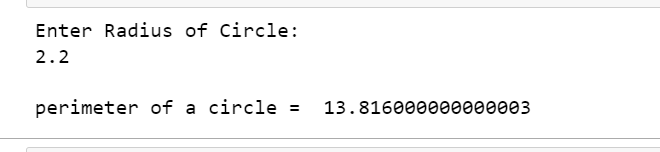 Enter Radius of Circle:
2.2
perimeter of a circle =  13.816000000000003